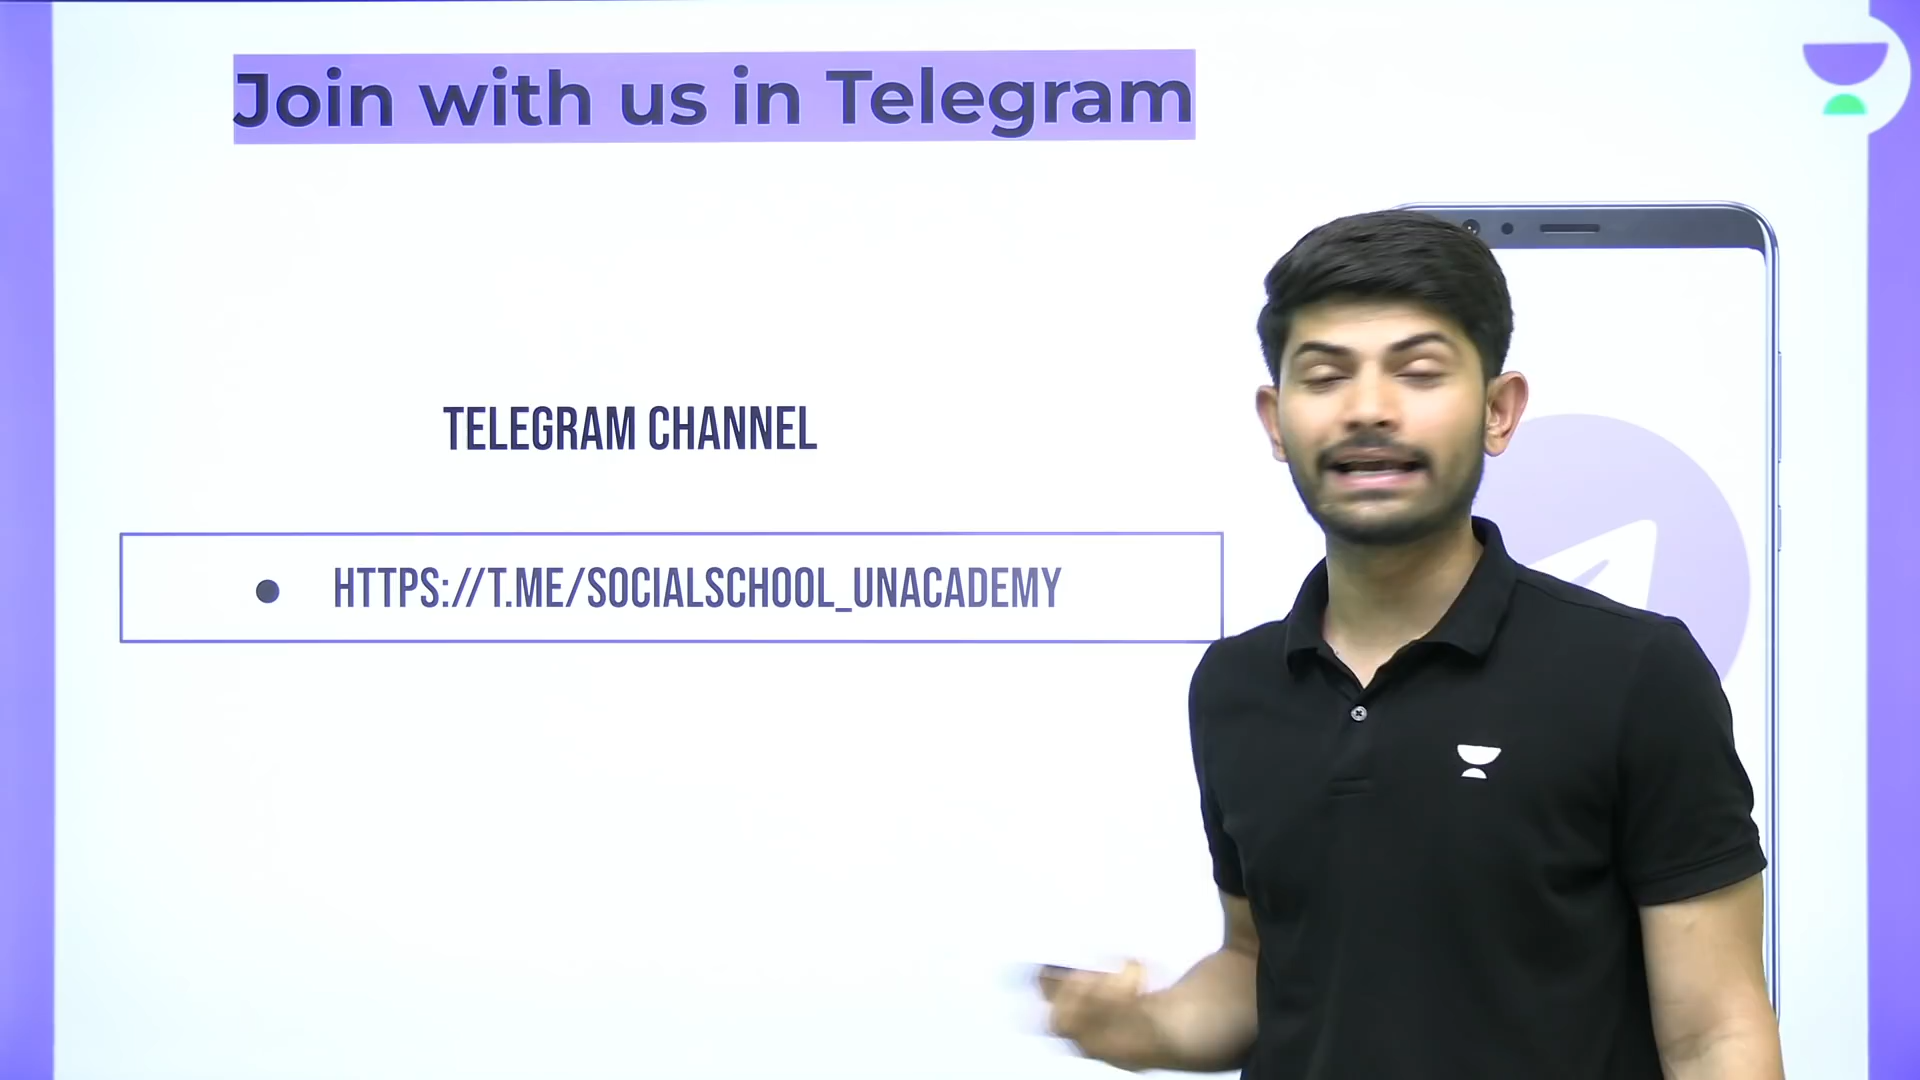 Join with us in Telegram
TELEGRAM CHANNEL
● HTTPS://T.ME/SOCIALSCHOOL_UNACADEMY